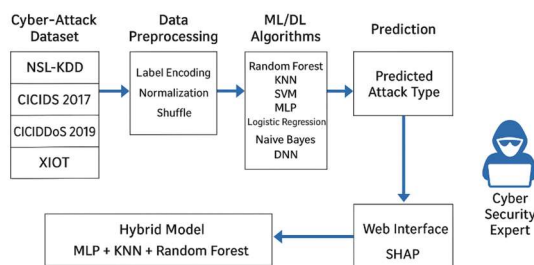 Cyber-Attack
Dataset
NSL-KDD
CICIDS 2017
CICIDDoS 2019
XIOT
Data
Preprocessing
Label Encoding
Normalization
Shuffle
ML/DL
Algorithms
Random Forest
KNN
SVM
MLP
Logistic Regression
Naive Bayes
DNN
Prediction
Predicted
Attack Type
Cyber
Security
Expert
Web Interface
SHAP
Hybrid Model
MLP + KNN + Random Forest